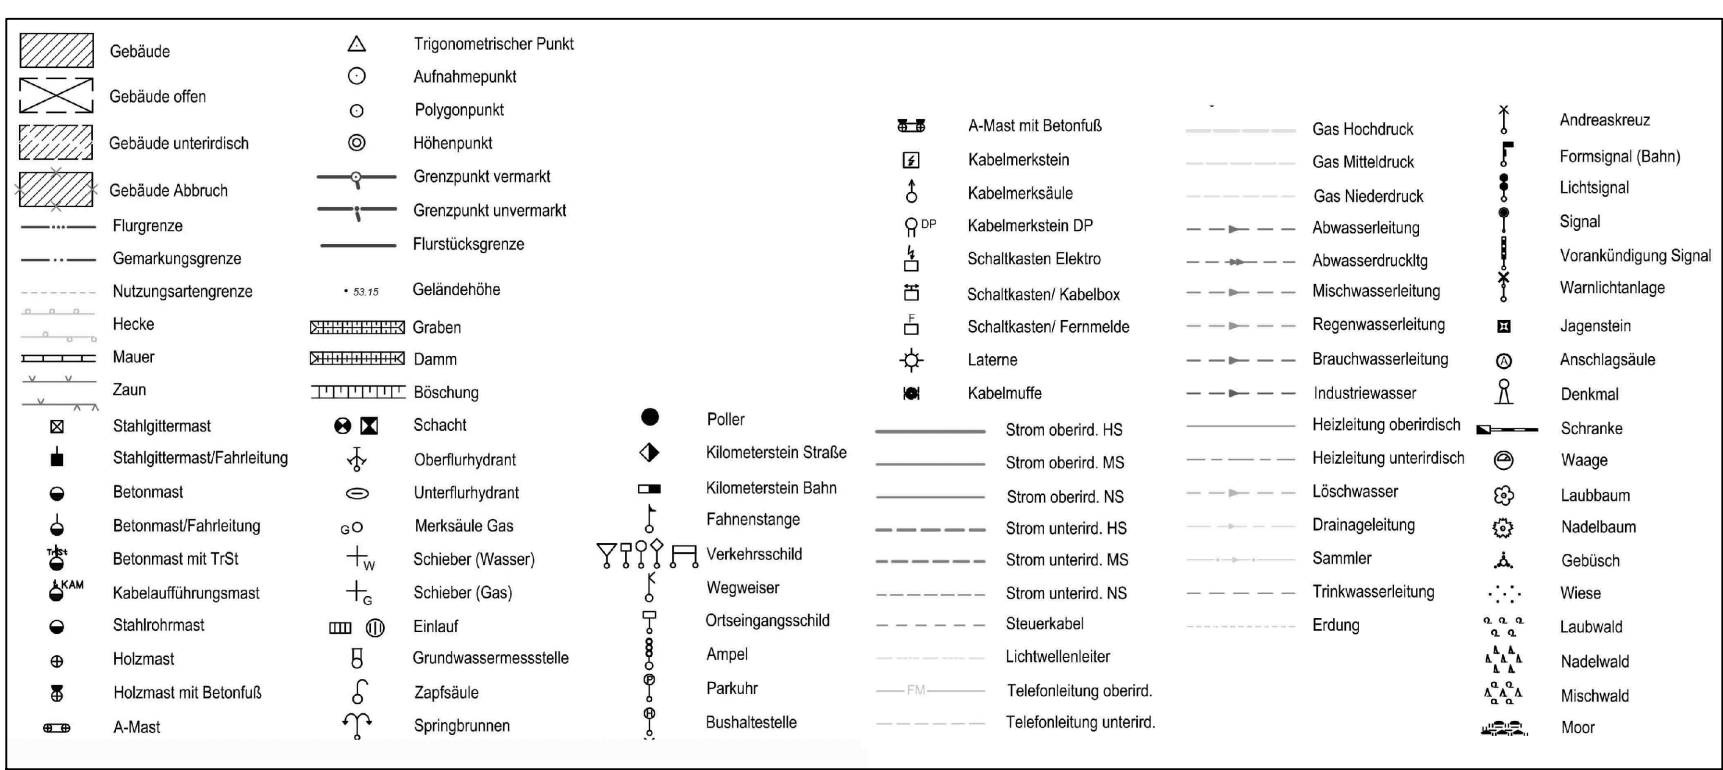 Gebäude
Gebäude offen
Gebäude unterirdisch
Gebäude Abbruch
Flurgrenze
Gemarkungsgrenze
Nutzungsartengrenze
Hecke
Mauer
Zaun
Stahlgittermast
Stahlgittermast/Fahrleitung
Betonmast
Betonmast/Fahrleitung
TrSt Betonmast mit TrSt
KAM Kabelaufführungsmast
Stahlrohrmast
Holzmast
Holzmast mit Betonfuß
A-Mast
Trigonometrischer Punkt
Aufnahmepunkt
Polygonpunkt
Höhenpunkt
Grenzpunkt vermarkt
Grenzpunkt unvermarkt
Flurstücksgrenze
53.15 Geländehöhe
Graben
Damm
Böschung
Schacht
Oberflurhydrant
Unterflurhydrant
G Merksäule Gas
W Schieber (Wasser)
G Schieber (Gas)
Einlauf
Grundwassermessstelle
Zapfsäule
Springbrunnen
Poller
Kilometerstein Straße
Kilometerstein Bahn
Fahnenstange
Verkehrsschild
Wegweiser
Ortseingangsschild
Ampel
P Parkuhr
H Bushaltestelle
A-Mast mit Betonfuß
Kabelmerkstein
Kabelmerksäule
DP Kabelmerkstein DP
Schaltkasten Elektro
Schaltkasten/ Kabelbox
F Schaltkasten/ Fernmelde
Laterne
Kabelmuffe
Strom oberird. HS
Strom oberird. MS
Strom oberird. NS
Strom unterird. HS
Strom unterird. MS
Strom unterird. NS
Steuerkabel
Lichtwellenleiter
FM Telefonleitung oberird.
Telefonleitung unterird.
Gas Hochdruck
Gas Mitteldruck
Gas Niederdruck
Abwasserleitung
Abwasserdruckltg
Mischwasserleitung
Regenwasserleitung
Brauchwasserleitung
Industriewasser
Heizleitung oberirdisch
Heizleitung unterirdisch
Löschwasser
Drainageleitung
Sammler
Trinkwasserleitung
Erdung
Andreaskreuz
Formsignal (Bahn)
Lichtsignal
Signal
Vorankündigung Signal
Warnlichtanlage
Jagenstein
A Anschlagsäule
Denkmal
Schranke
Waage
Laubbaum
Nadelbaum
Gebüsch
Wiese
Laubwald
Nadelwald
Mischwald
Moor